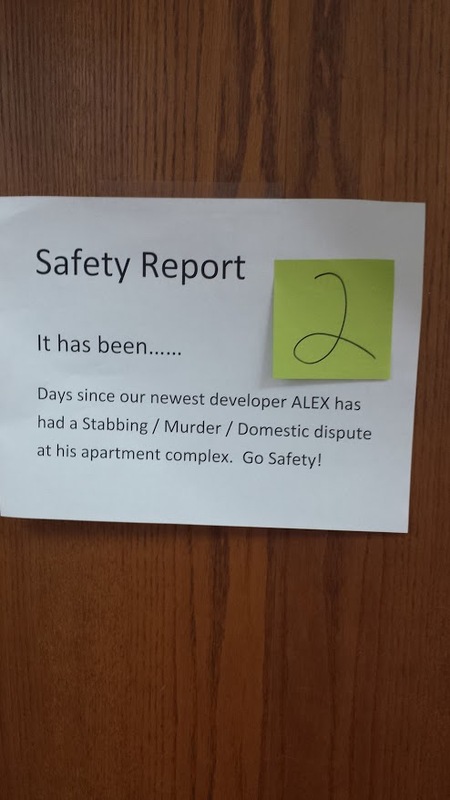 Safety Report
2
It has been......
Days since our newest developer ALEX has
had a Stabbing / Murder / Domestic dispute
at his apartment complex.  Go Safety!